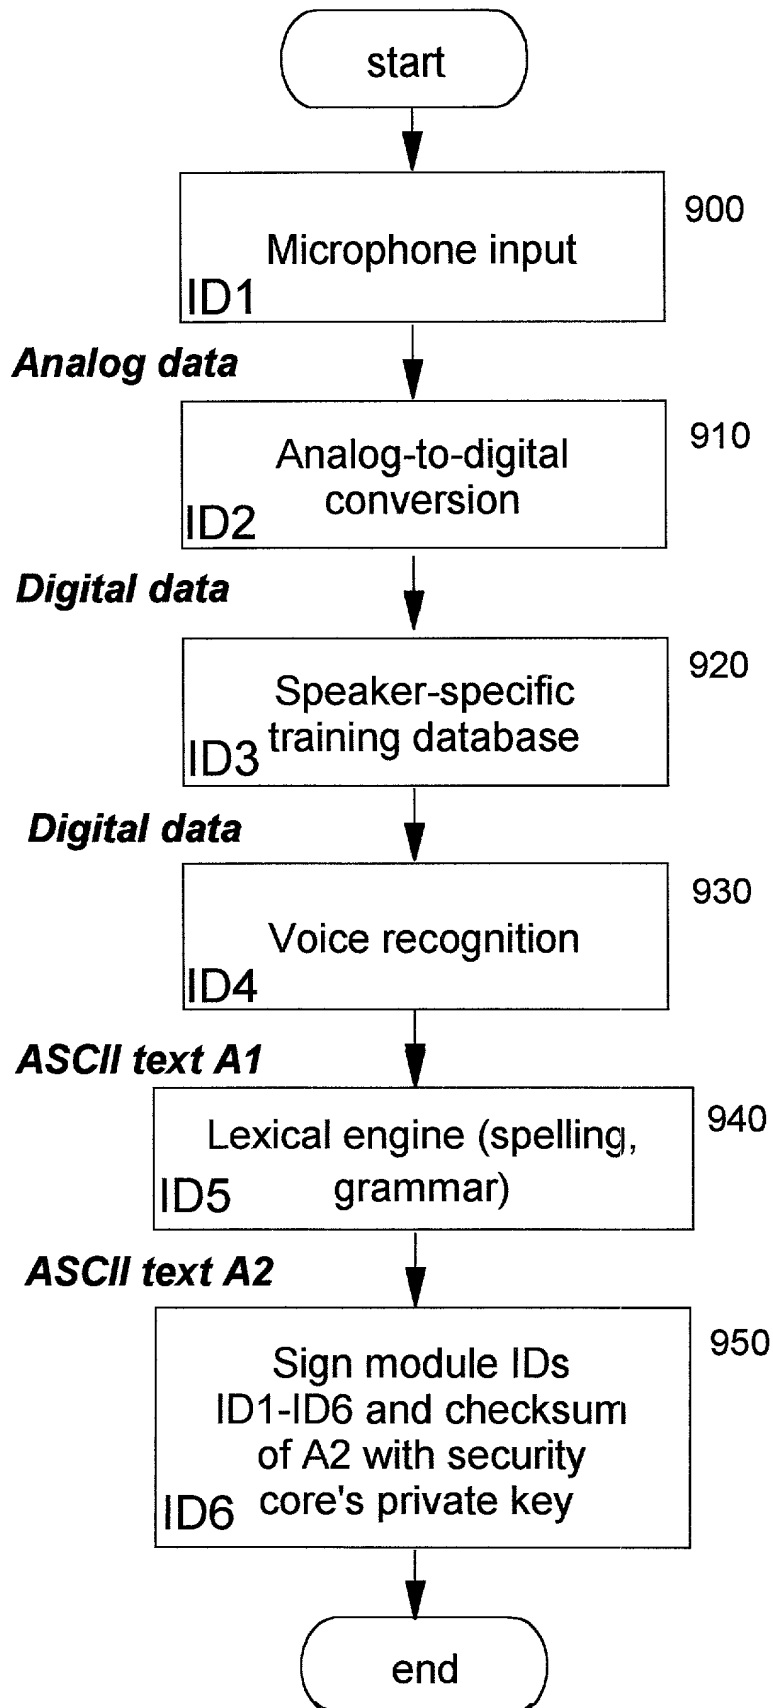 start
900
Microphone input
ID1
Analog data
910
Analog-to-digital
conversion
ID2
Digital data
920
Speaker-specific
training database
ID3
Digital data
930
Voice recognition
ID4
ASCII text A1
940
Lexical engine (spelling,
grammar)
ID5
ASCII text A2
950
Sign module IDs
ID1-ID6 and checksum
of A2 with security
core's private key
ID6
end